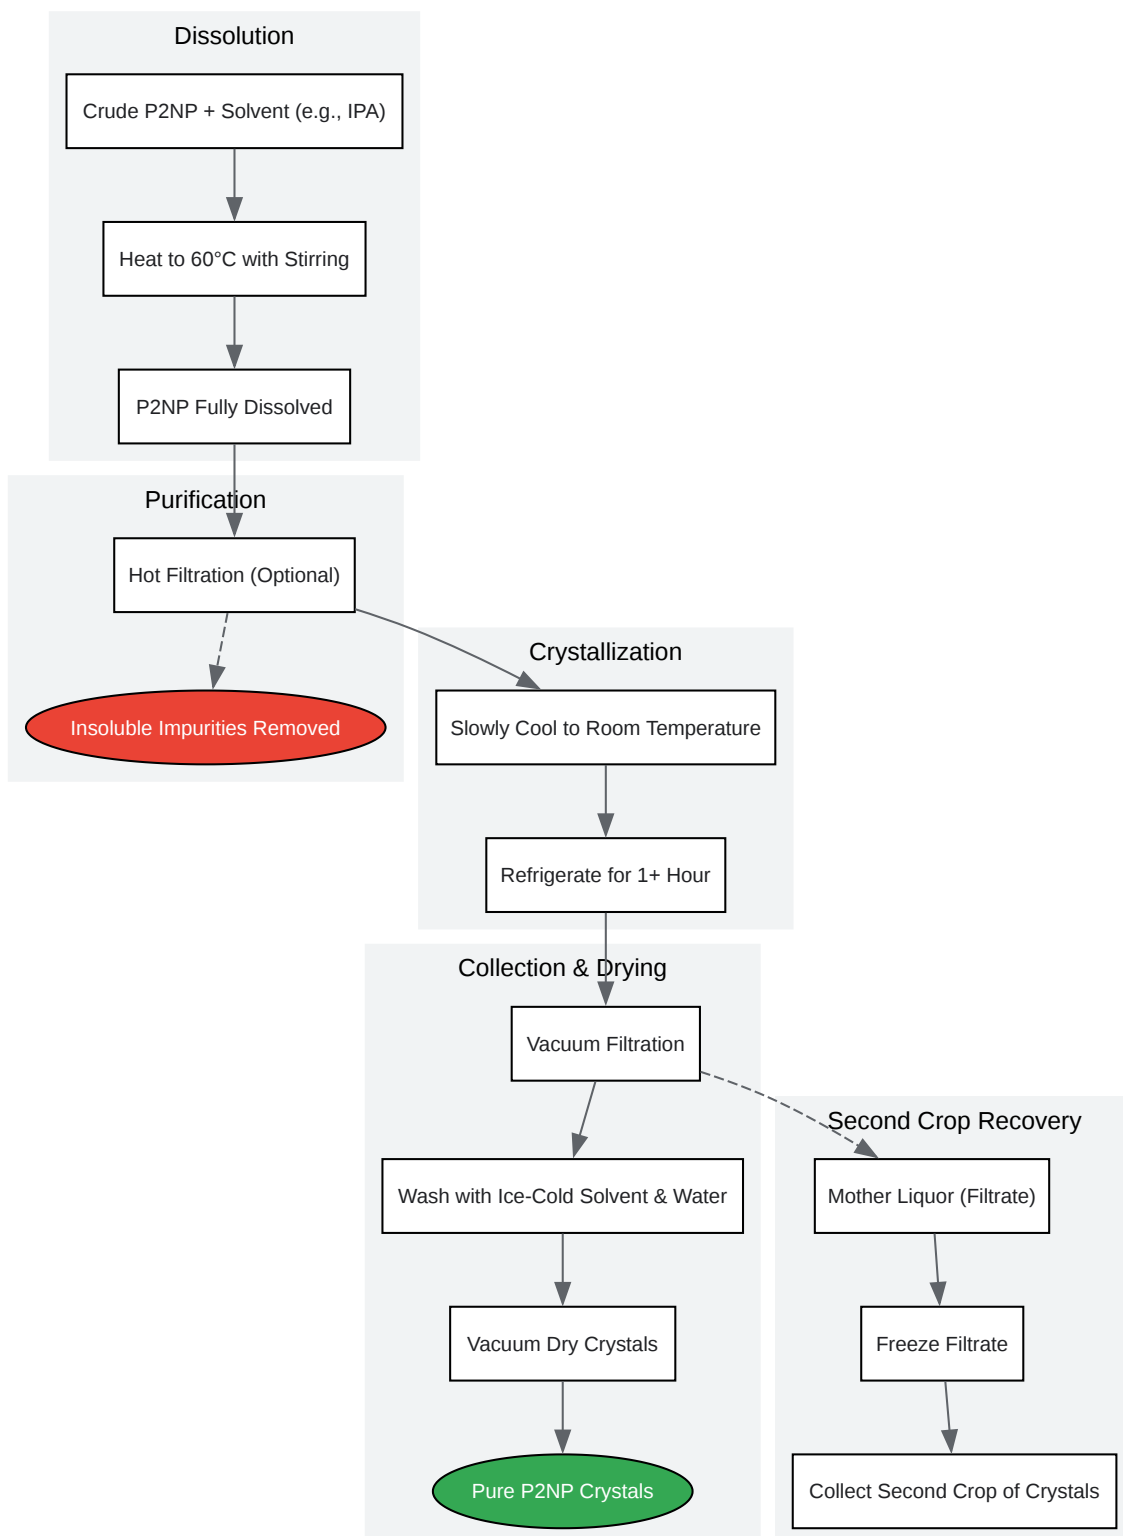 Dissolution
Crude P2NP + Solvent (e.g., IPA)
Heat to 60°C with Stirring
P2NP Fully Dissolved
Purification
Hot Filtration (Optional)
Insoluble Impurities Removed
Crystallization
Slowly Cool to Room Temperature
Refrigerate for 1+ Hour
Collection & Drying
Vacuum Filtration
Wash with Ice-Cold Solvent & Water
Vacuum Dry Crystals
Pure P2NP Crystals
Second Crop Recovery
Mother Liquor (Filtrate)
Freeze Filtrate
Collect Second Crop of Crystals